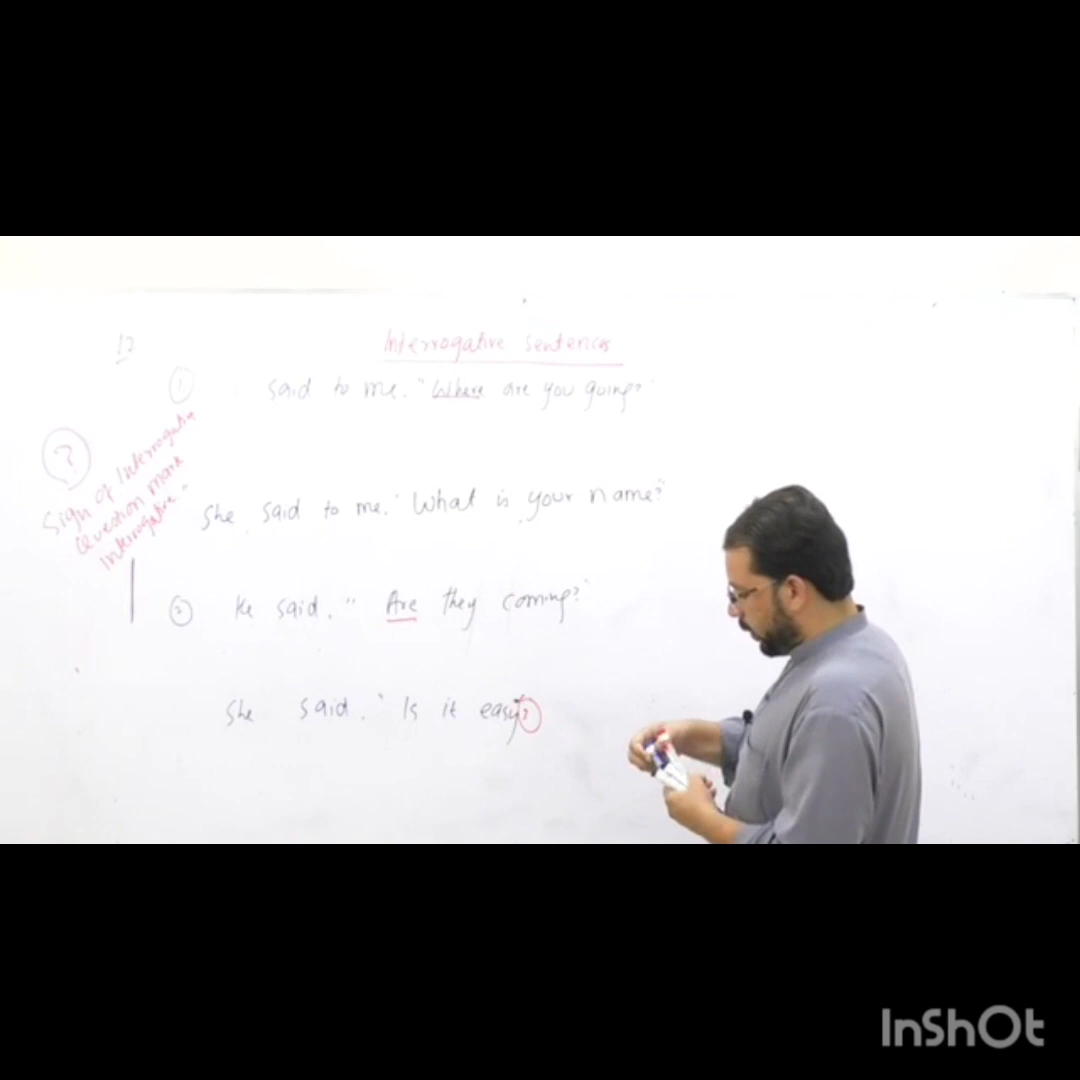 12
Interrogative sentences
1 said to me. "Where are you going?"
?
Sign of Interrogative
Question mark
Interrogative"
She said to me. "What is your name?"
2 He said. " Are they coming?"
She said. " Is it easy?
InShOt